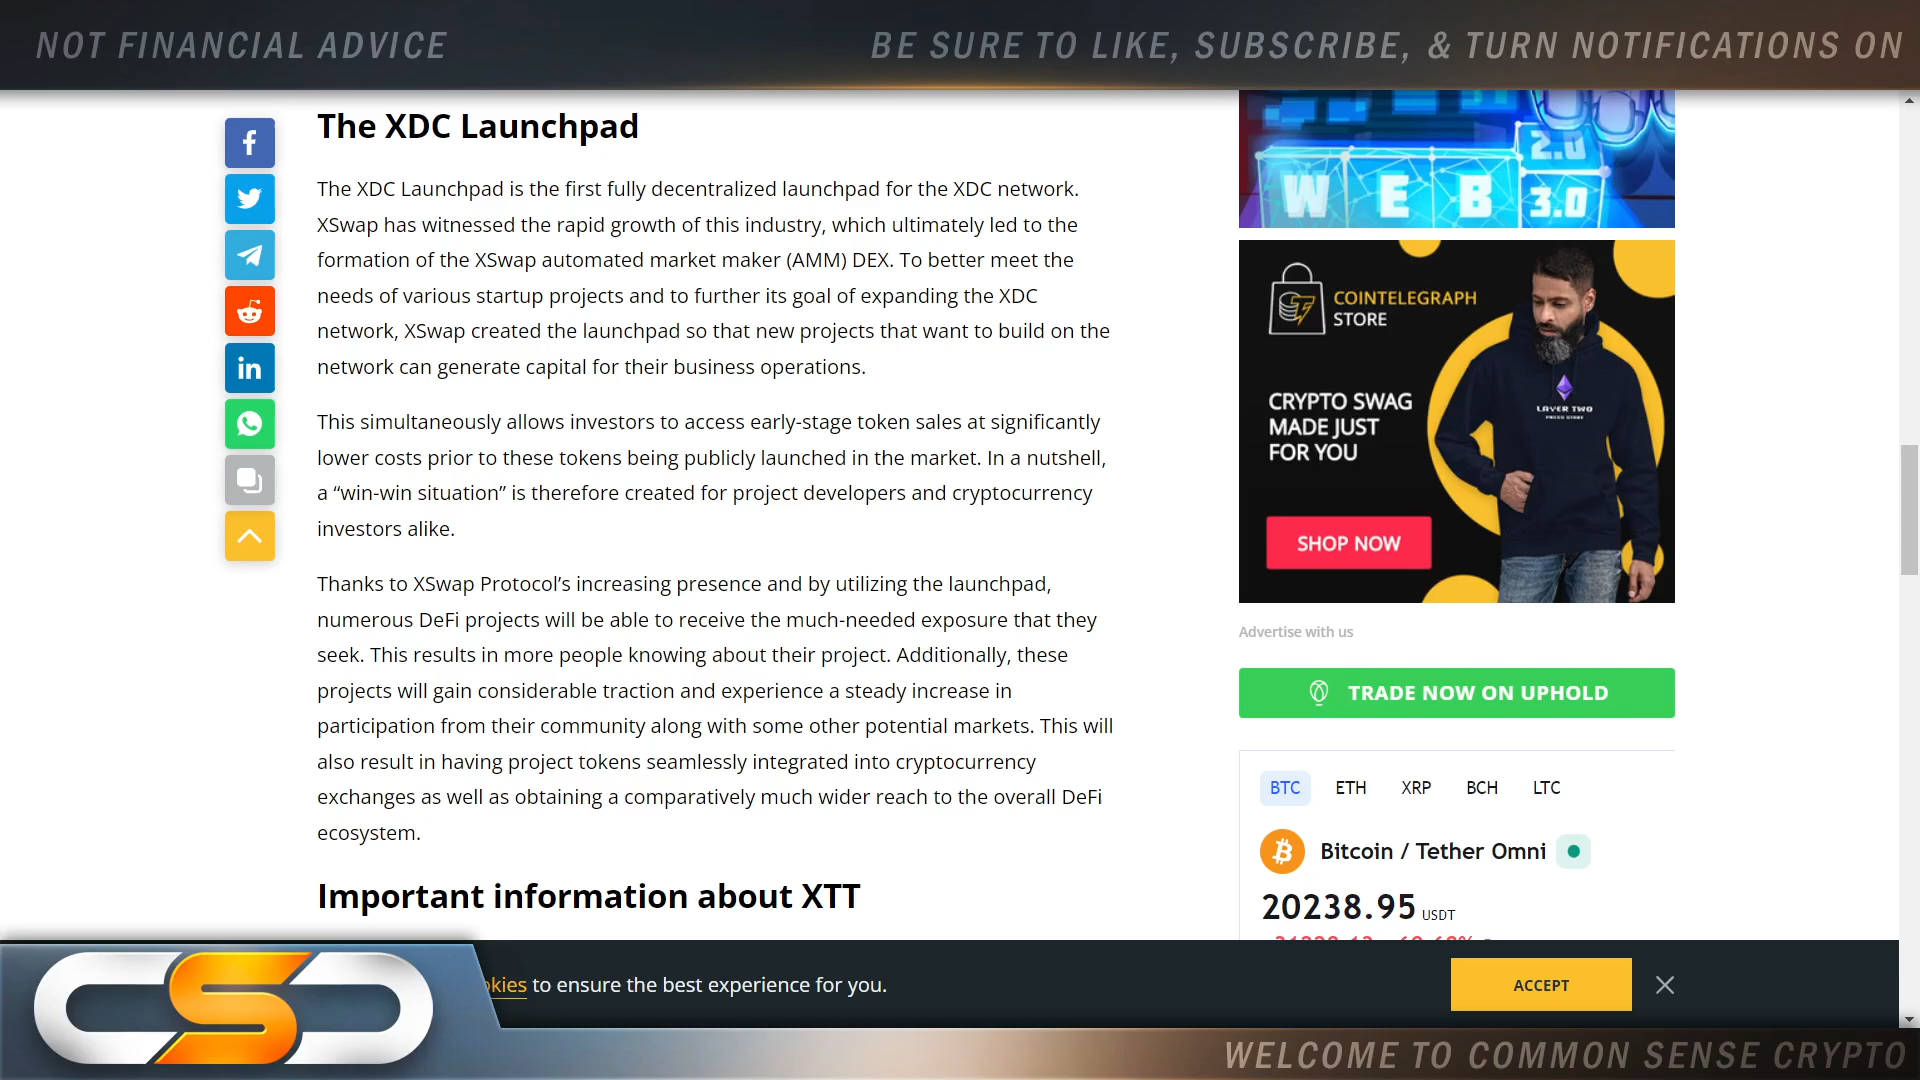 NOT FINANCIAL ADVICE
BE SURE TO LIKE, SUBSCRIBE, & TURN NOTIFICATIONS ON
The XDC Launchpad
The XDC Launchpad is the first fully decentralized launchpad for the XDC network.
XSwap has witnessed the rapid growth of this industry, which ultimately led to the
formation of the XSwap automated market maker (AMM) DEX. To better meet the
needs of various startup projects and to further its goal of expanding the XDC
network, XSwap created the launchpad so that new projects that want to build on the
network can generate capital for their business operations.
This simultaneously allows investors to access early-stage token sales at significantly
lower costs prior to these tokens being publicly launched in the market. In a nutshell,
a “win-win situation” is therefore created for project developers and cryptocurrency
investors alike.
Thanks to XSwap Protocol’s increasing presence and by utilizing the launchpad,
numerous DeFi projects will be able to receive the much-needed exposure that they
seek. This results in more people knowing about their project. Additionally, these
projects will gain considerable traction and experience a steady increase in
participation from their community along with some other potential markets. This will
also result in having project tokens seamlessly integrated into cryptocurrency
exchanges as well as obtaining a comparatively much wider reach to the overall DeFi
ecosystem.
Important information about XTT
2.0
WEB 3.0
COINTELEGRAPH
STORE
CRYPTO SWAG
MADE JUST
FOR YOU
LAYER TWO
PRESS START
SHOP NOW
Advertise with us
TRADE NOW ON UPHOLD
BTC ETH XRP BCH LTC
Bitcoin / Tether Omni
20238.95 USDT
okies to ensure the best experience for you.
ACCEPT
CSC
WELCOME TO COMMON SENSE CRYPTO